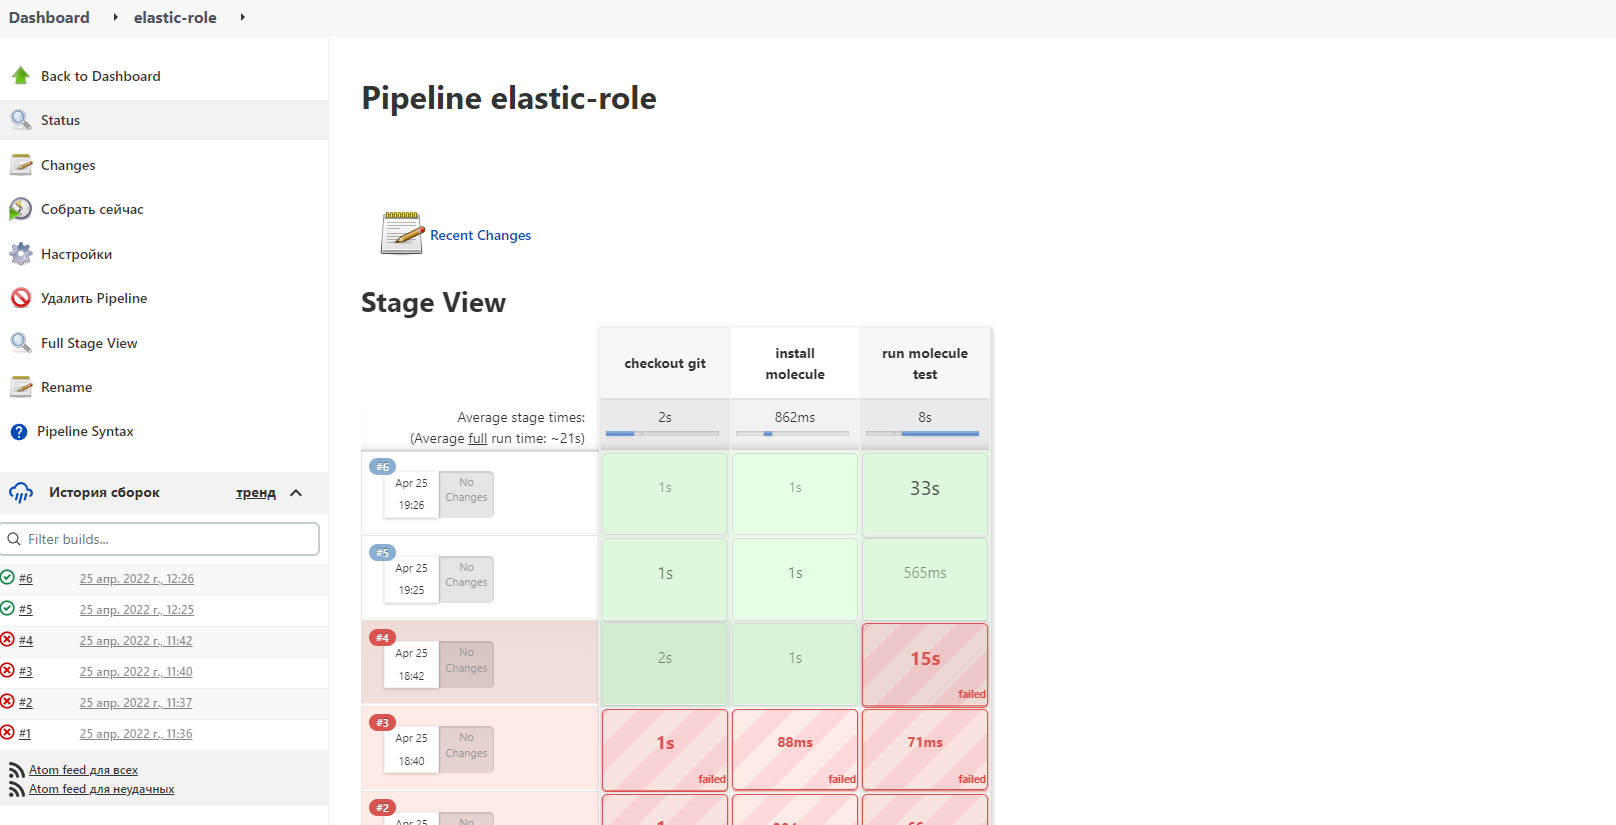 Dashboard
elastic-role
Back to Dashboard
Status
Changes
Собрать сейчас
Настройки
Удалить Pipeline
Full Stage View
Rename
Pipeline Syntax
История сборок
тренд
Filter builds...
#6 25 апр. 2022 г., 12:26
#5 25 апр. 2022 г., 12:25
#4 25 апр. 2022 г., 11:42
#3 25 апр. 2022 г., 11:40
#2 25 апр. 2022 г., 11:37
#1 25 апр. 2022 г., 11:36
Atom feed для всех
Atom feed для неудачных
Pipeline elastic-role
Recent Changes
Stage View
checkout git
install
molecule
run molecule
test
Average stage times:
(Average full run time: ~21s)
2s
862ms
8s
#6
Apr 25
19:26
No
Changes
1s
1s
33s
#5
Apr 25
19:25
No
Changes
1s
1s
565ms
#4
Apr 25
18:42
No
Changes
2s
1s
15s
failed
#3
Apr 25
18:40
No
Changes
1s
failed
88ms
failed
71ms
failed
#2
Apr 25
No